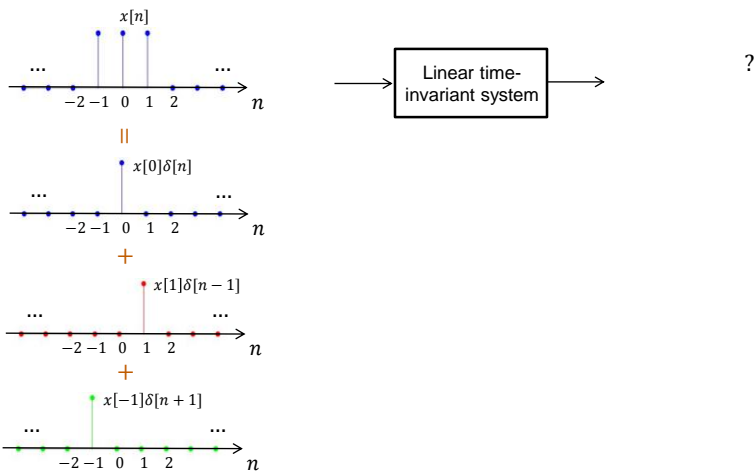 x[n]
... ...
−2 −1 0 1 2 n
Linear time-
invariant system
?
=
x[0]δ[n]
... ...
−2 −1 0 1 2 n
+
x[1]δ[n − 1]
... ...
−2 −1 0 1 2 n
+
x[−1]δ[n + 1]
... ...
−2 −1 0 1 2 n